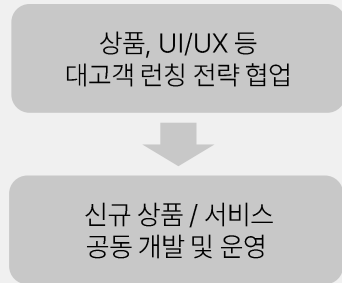 상품, UI/UX 등
대고객 런칭 전략 협업
신규 상품 / 서비스
공동 개발 및 운영